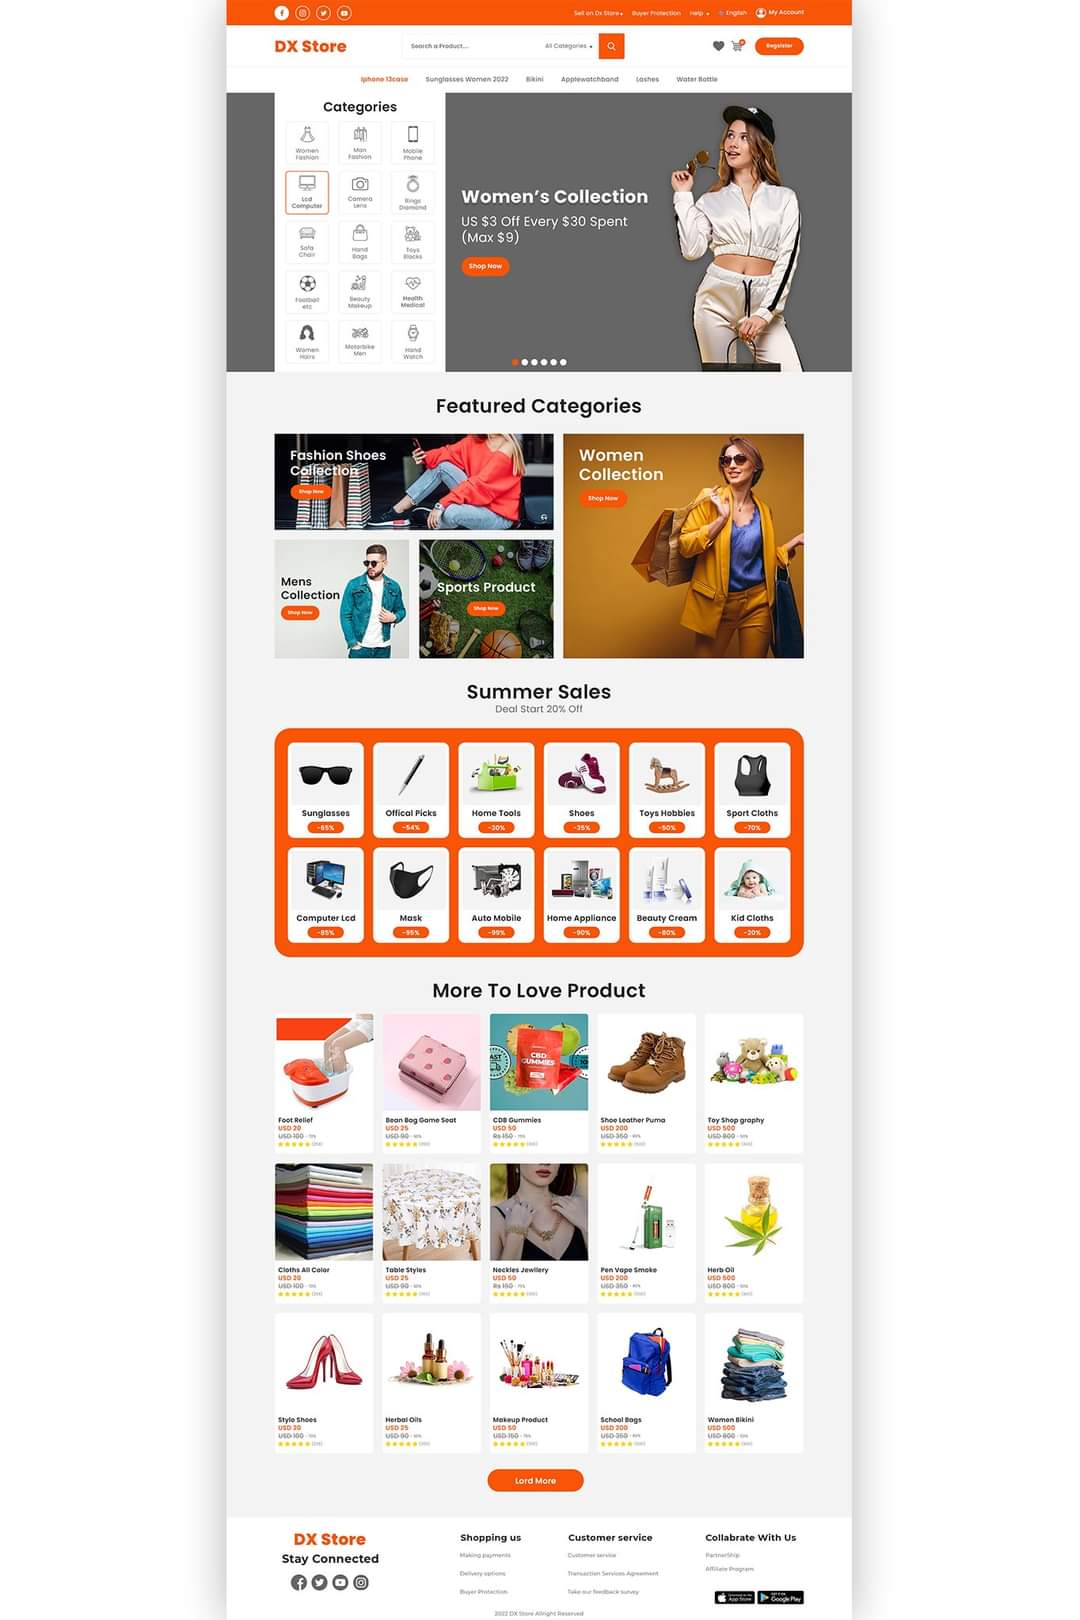 Sell on Dx Store
Buyer Protection
Help
English
My Account
DX Store
Search a Product...
All Categories
Regsister
Iphone 13case
Sunglasses Women 2022
Bikini
Applewatchband
Lashes
Water Bottle
Categories
Women
Fashion
Man
Fashion
Mobile
Phone
Lcd
Computer
Camera
Lens
Rings
Diamond
Sofa
Chair
Hand
Bags
Toys
Blocks
Football
etc
Beauty
Makeup
Health
Medical
Women
Hairs
Motorbike
Men
Hand
Watch
Women's Collection
US $3 Off Every $30 Spent
(Max $9)
Shop Now
Featured Categories
Fashion Shoes
Collection
Shop Now
Women
Collection
Shop Now
Mens
Collection
Shop Now
Sports Product
Shop Now
Summer Sales
Deal Start 20% Off
Sunglasses
-65%
Offical Picks
-54%
Home Tools
-30%
Shoes
-35%
Toys Hobbies
-50%
Sport Cloths
-70%
Computer Lcd
-85%
Mask
-95%
Auto Mobile
-99%
Home Appliance
-90%
Beauty Cream
-80%
Kid Cloths
-20%
More To Love Product
CBD
GUMMIES
Foot Relief
USD 20
USD 100
Bean Bag Game Seat
USD 25
USD 90
CDB Gummies
USD 50
Rs 150
Shoe Leather Puma
USD 200
USD 350
Toy Shop graphy
USD 500
USD 800
Cloths All Color
USD 20
USD 100
Table Styles
USD 25
USD 90
Neckles Jewllery
USD 50
Rs 150
Pen Vape Smoke
USD 200
USD 350
Herb Oil
USD 500
USD 800
Stylo Shoes
USD 20
USD 100
Herbal Oils
USD 25
USD 90
Makeup Product
USD 50
USD 150
School Bags
USD 200
USD 350
Women Bikini
USD 500
USD 800
Lord More
DX Store
Stay Connected
Shopping us
Making payments
Delivery options
Buyer Protection
Customer service
Customer service
Transaction Services Agreement
Take our feedback survey
Collabrate With Us
PartnerShip
Affiliate Program
App Store
Google Play
2022 DX Store Allright Reserved